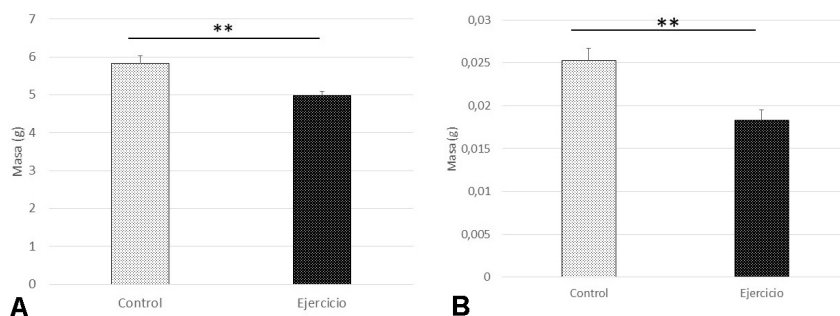 7
6
5
4
3
2
1
0
Masa (g)
**
Control
Ejercicio
A
0,03
0,025
0,02
0,015
0,01
0,005
0
Masa (g)
**
Control
Ejercicio
B